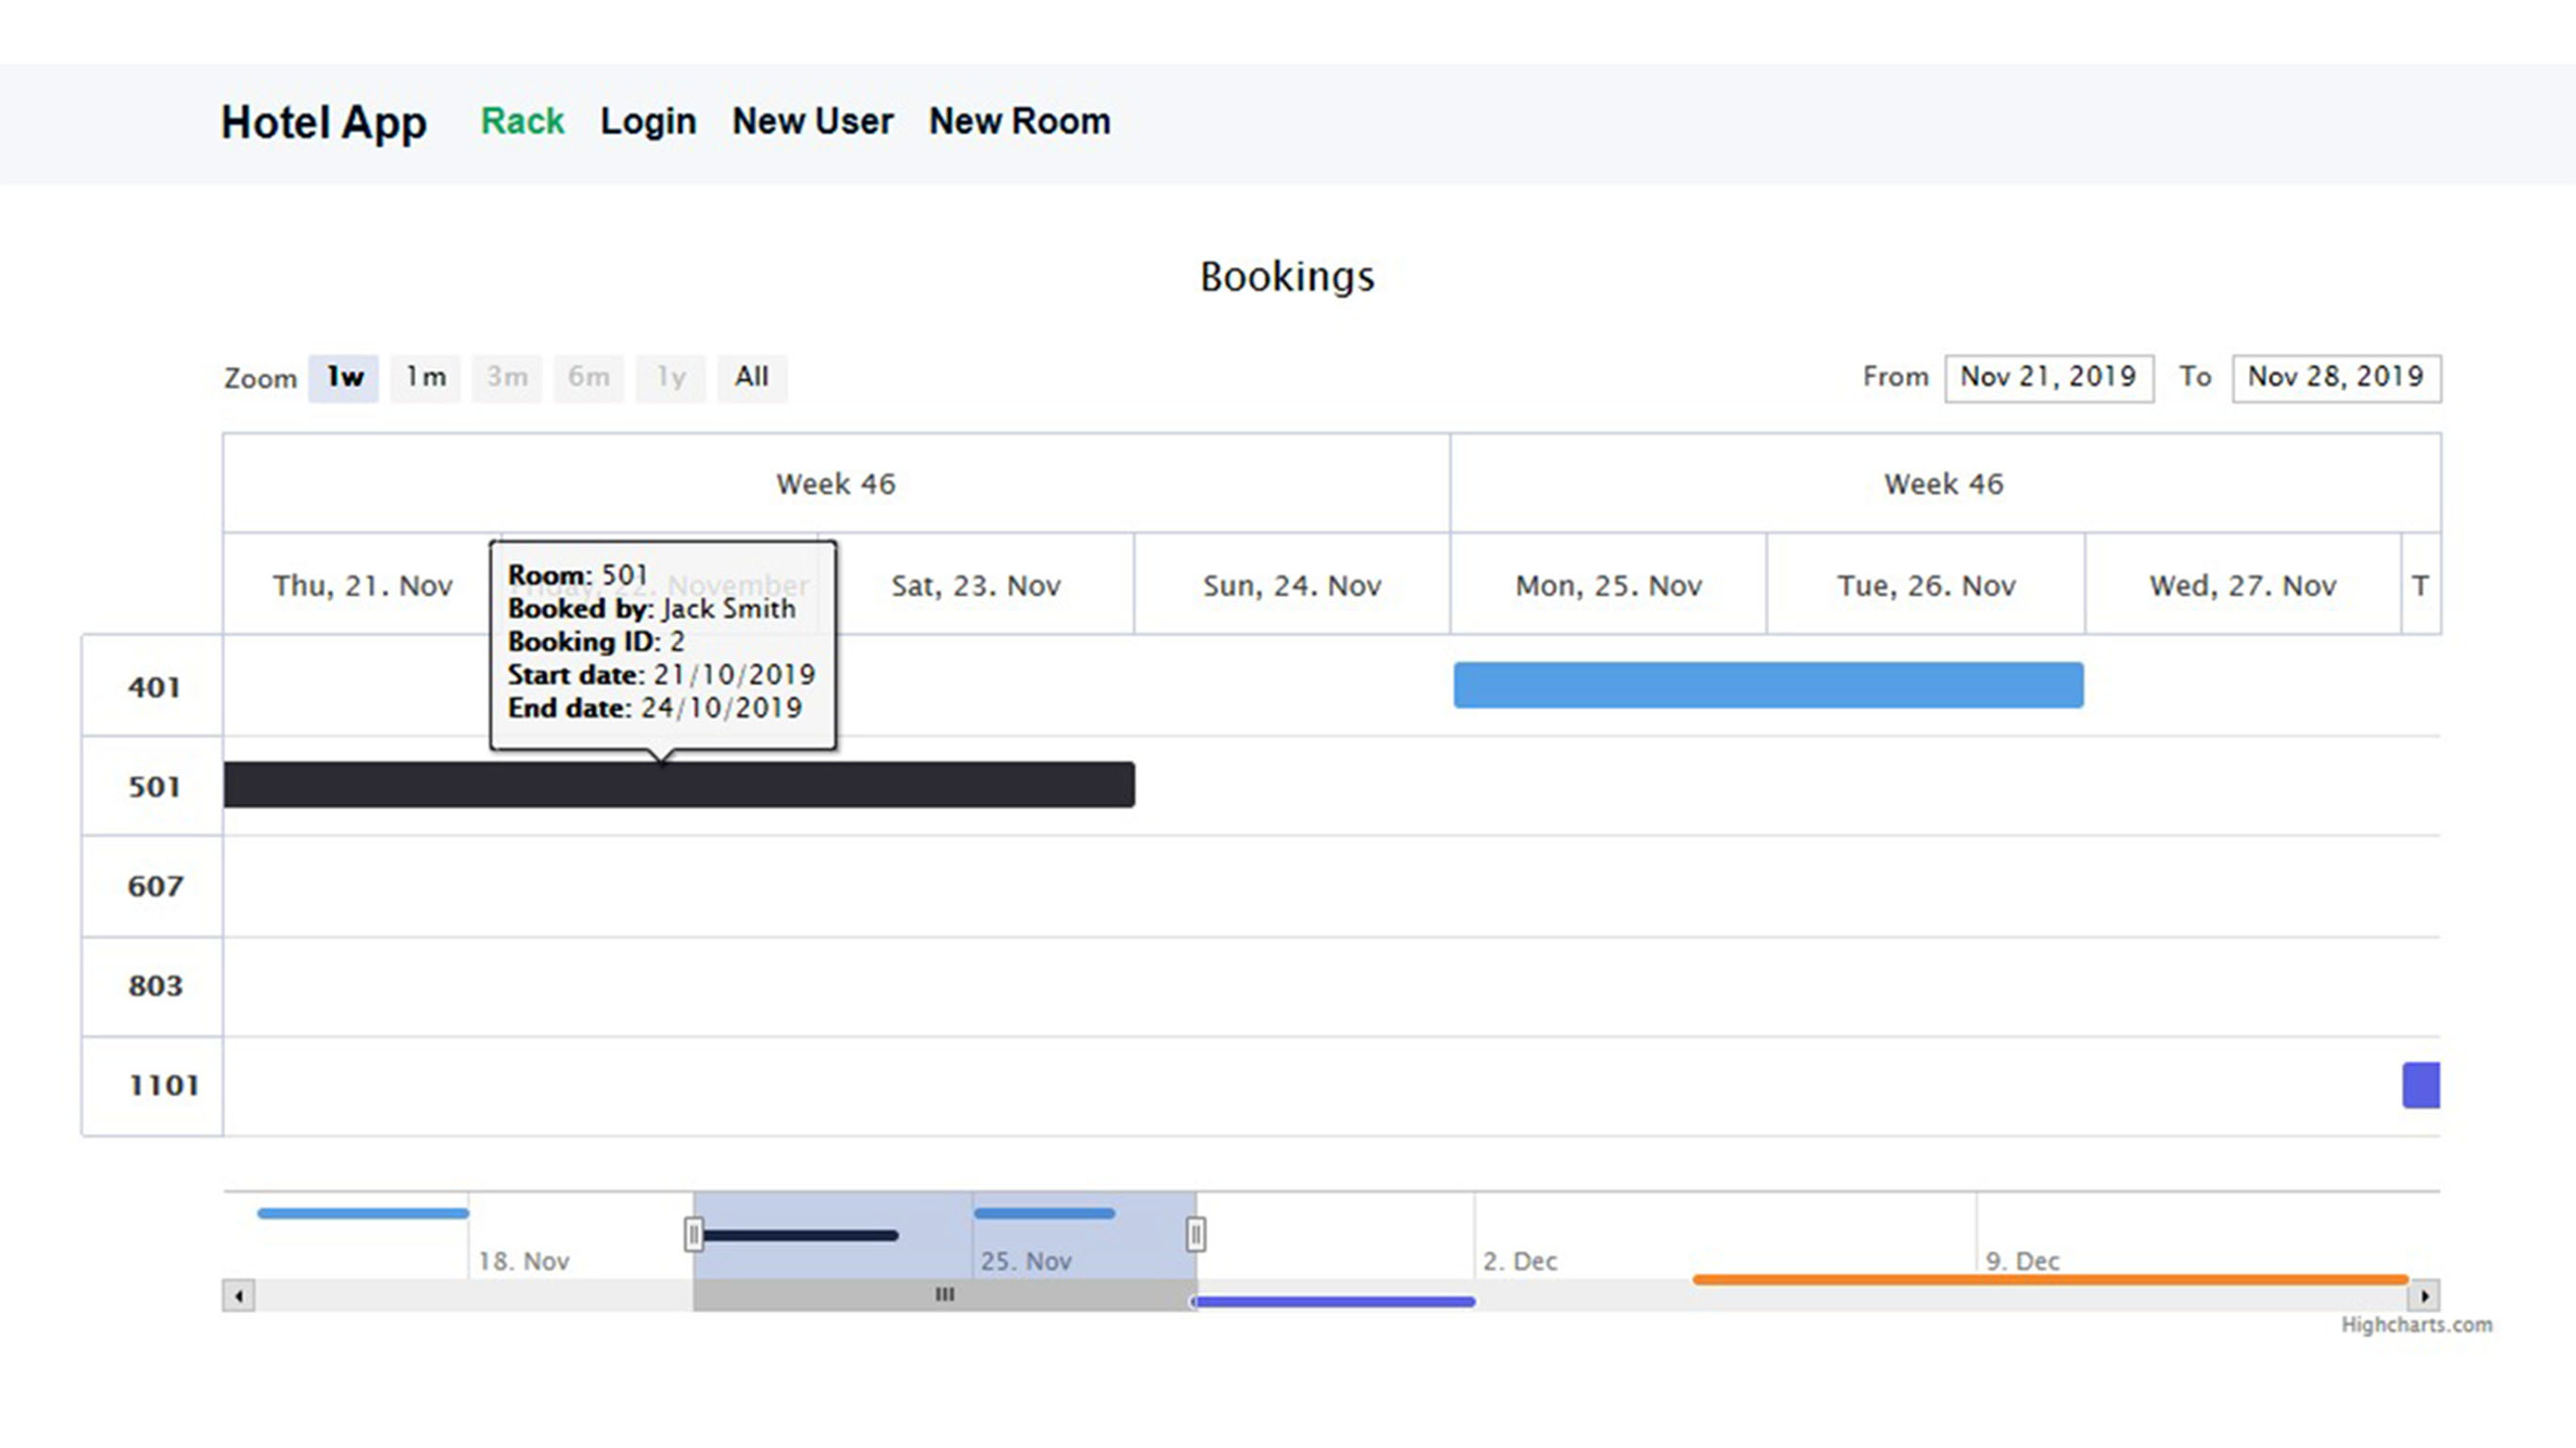 Hotel App Rack Login New User New Room
Bookings
Zoom 1w 1m 3m 6m 1y All From Nov 21, 2019 To Nov 28, 2019
Week 46 Week 46
Thu, 21. Nov Friday, 22. November Sat, 23. Nov Sun, 24. Nov Mon, 25. Nov Tue, 26. Nov Wed, 27. Nov T
Room: 501
Booked by: Jack Smith
Booking ID: 2
Start date: 21/10/2019
End date: 24/10/2019
401
501
607
803
1101
18. Nov 25. Nov 2. Dec 9. Dec
Highcharts.com